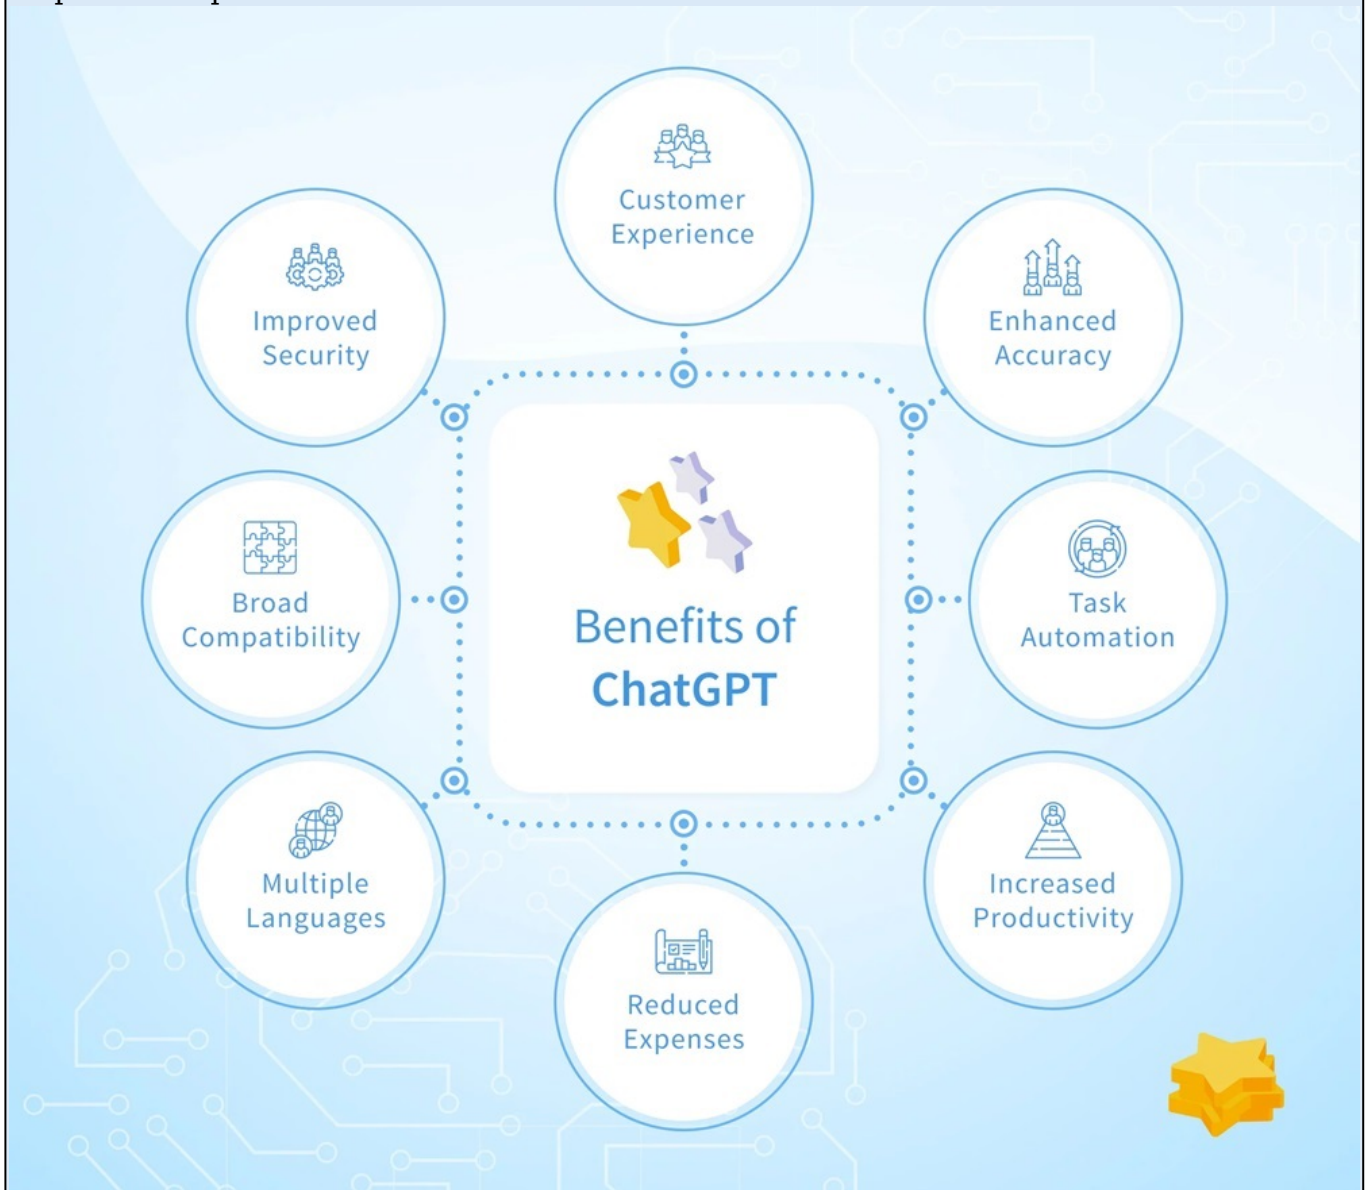 Customer
Experience
Improved
Security
Enhanced
Accuracy
Broad
Compatibility
Benefits of
ChatGPT
Task
Automation
Multiple
Languages
Increased
Productivity
Reduced
Expenses